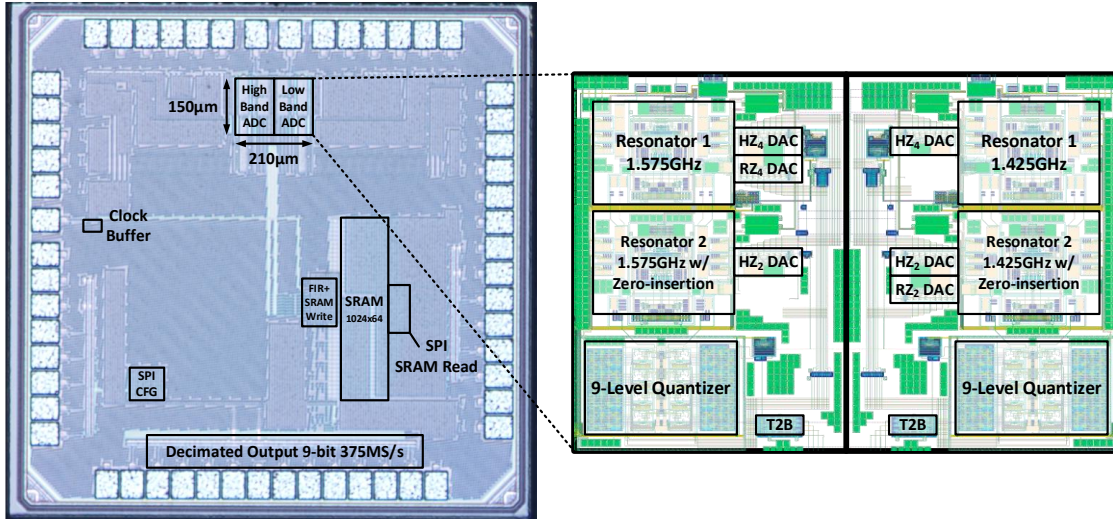 High
Band
ADC
Low
Band
ADC
150µm
210µm
Clock
Buffer
FIR+
SRAM
Write
SRAM
1024x64
SPI
SRAM Read
SPI
CFG
Decimated Output 9-bit 375MS/s
Resonator 1
1.575GHz
HZ₄ DAC
RZ₄ DAC
HZ₄ DAC
Resonator 1
1.425GHz
Resonator 2
1.575GHz w/
Zero-insertion
HZ₂ DAC
HZ₂ DAC
RZ₂ DAC
Resonator 2
1.425GHz w/
Zero-insertion
9-Level Quantizer
T2B
T2B
9-Level Quantizer